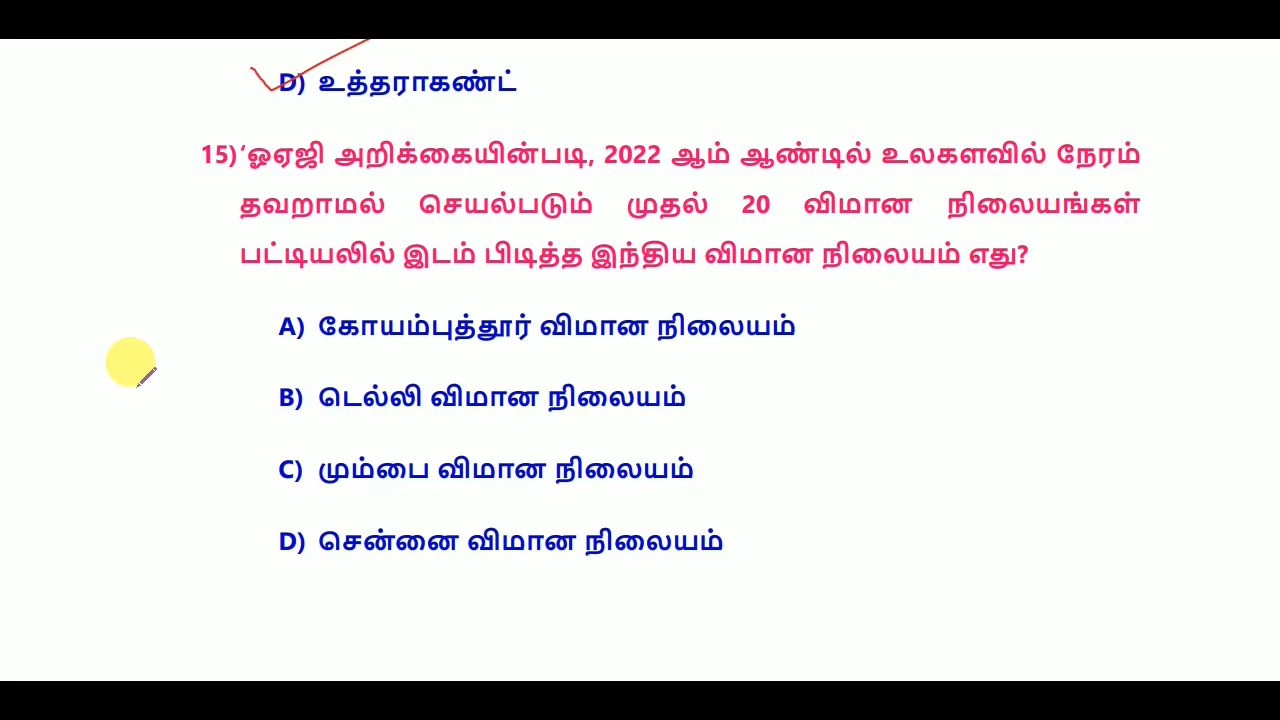 D) உத்தராகண்ட்
15) ‘ஓஏஜி அறிக்கையின்படி, 2022 ஆம் ஆண்டில் உலகளவில் நேரம்
தவறாமல் செயல்படும் முதல் 20 விமான நிலையங்கள்
பட்டியலில் இடம் பிடித்த இந்திய விமான நிலையம் எது?
A) கோயம்புத்தூர் விமான நிலையம்
B) டெல்லி விமான நிலையம்
C) மும்பை விமான நிலையம்
D) சென்னை விமான நிலையம்